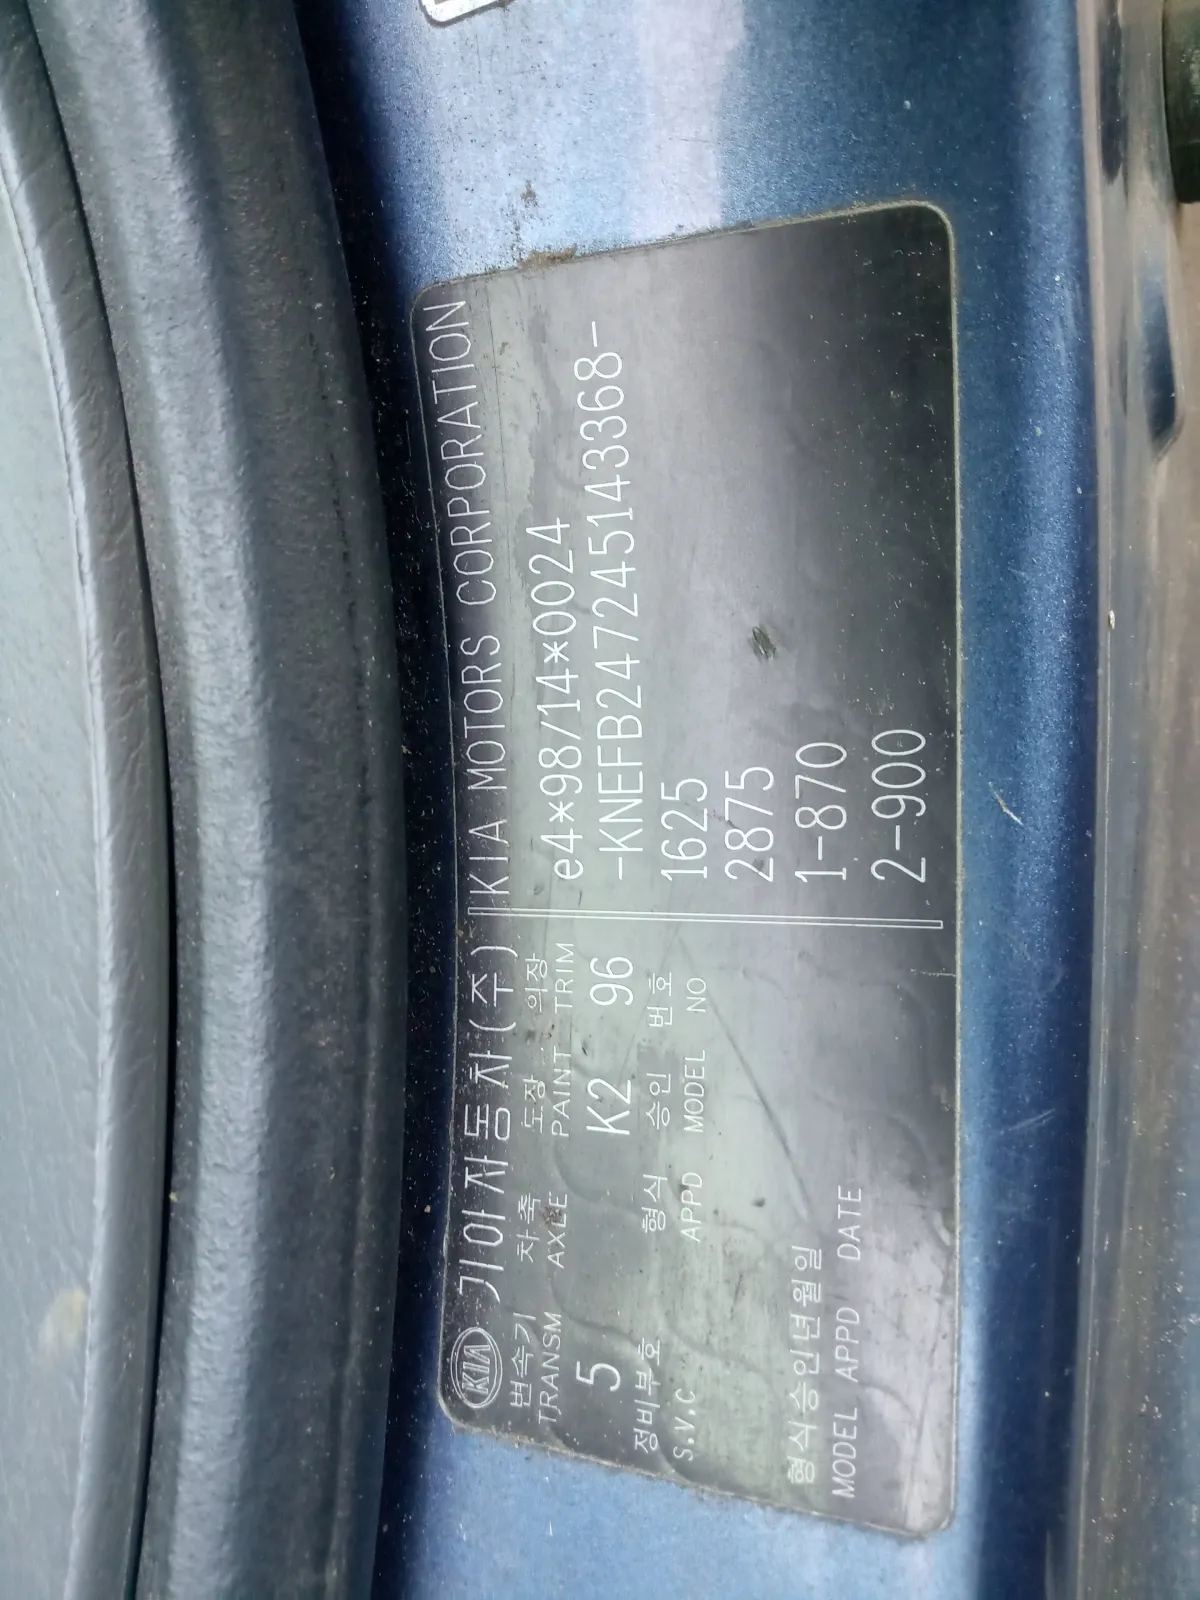 KIA 기아자동차(주) KIA MOTORS CORPORATION
변속기 차축 도장 의장
TRANSM AXLE PAINT TRIM
5 K2 96
정비부호 형식 승인 번호
S.V.C APPD MODEL NO
형식승인년월일
MODEL APPD DATE
e4*98/14*0024
-KNEFB247245143368-
1625
2875
1-870
2-900